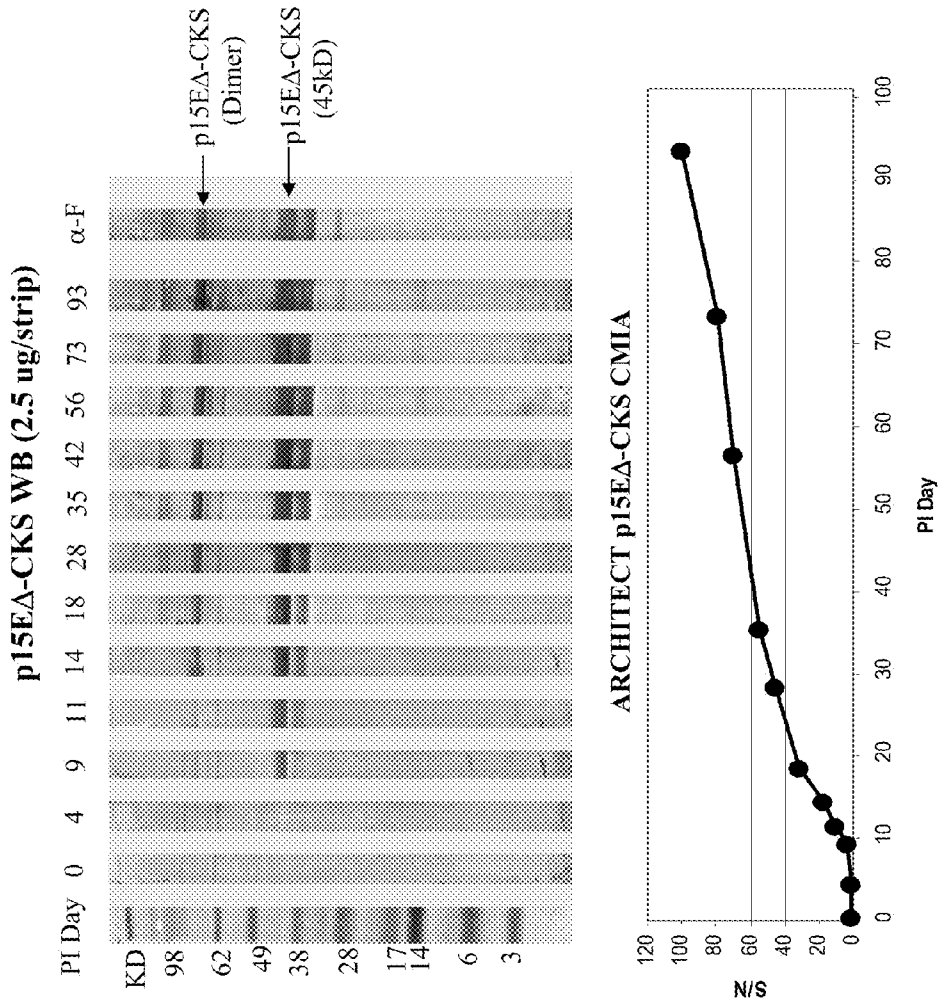 p15EΔ-CKS WB (2.5 ug/strip)
PI Day 0 4 9 11 14 18 28 35 42 56 73 93 α-F
KD
98
62
49
38
28
17
14
6
3
p15EΔ-CKS
(Dimer)
p15EΔ-CKS
(45kD)
ARCHITECT p15EΔ-CKS CMIA
S/N
120
100
80
60
40
20
0
0 10 20 30 40 50 60 70 80 90 100
PI Day